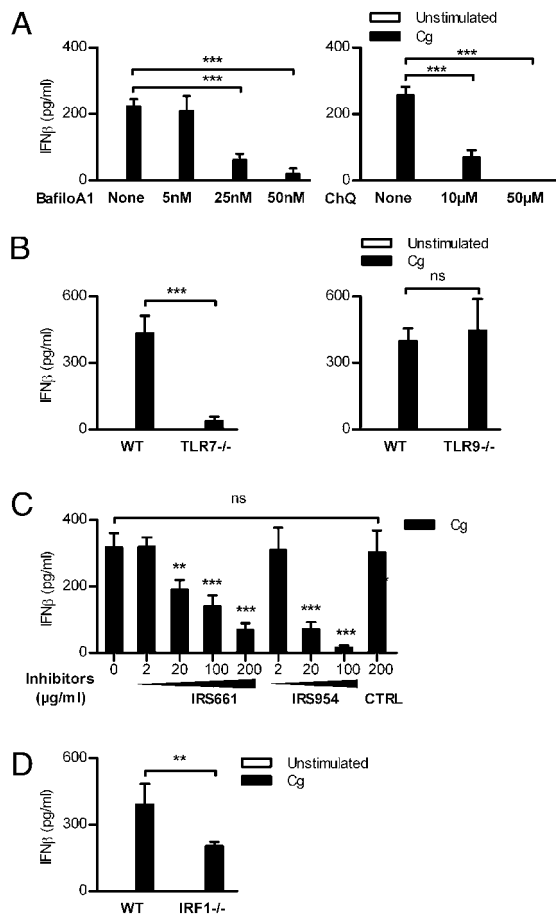 A
Unstimulated
Cg
IFNβ (pg/ml)
400
200
0
***
***
BafiloA1 None 5nM 25nM 50nM
***
***
400
200
0
ChQ None 10µM 50µM
B
Unstimulated
Cg
IFNβ (pg/ml)
600
300
0
***
WT TLR7-/-
ns
600
300
0
WT TLR9-/-
C
ns
Cg
IFNβ (pg/ml)
400
200
0
** *** *** *** ***
Inhibitors (µg/ml)
0 2 20 100 200 2 20 100 200
IRS661 IRS954 CTRL
D
Unstimulated
Cg
IFNβ (pg/ml)
600
300
0
**
WT IRF1-/-